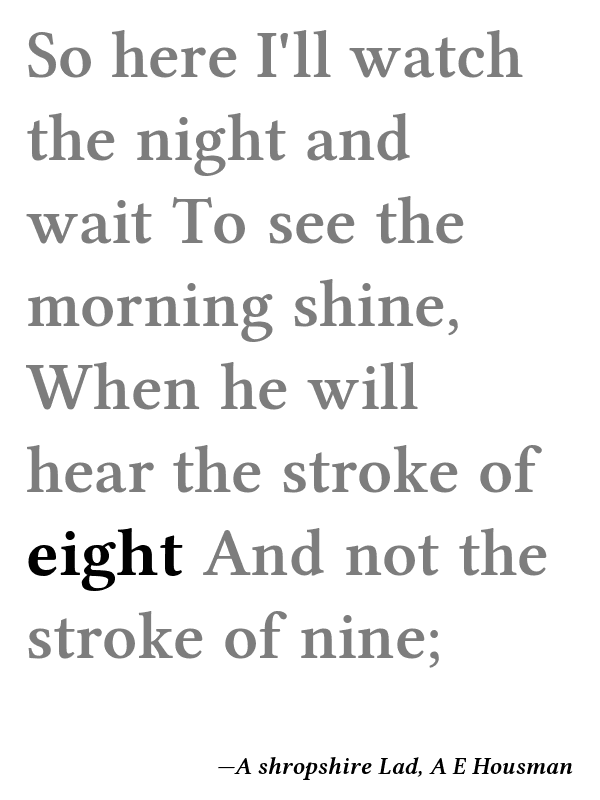 So here I'll watch
the night and
wait To see the
morning shine,
When he will
hear the stroke of
eight And not the
stroke of nine;
—A shropshire Lad, A E Housman